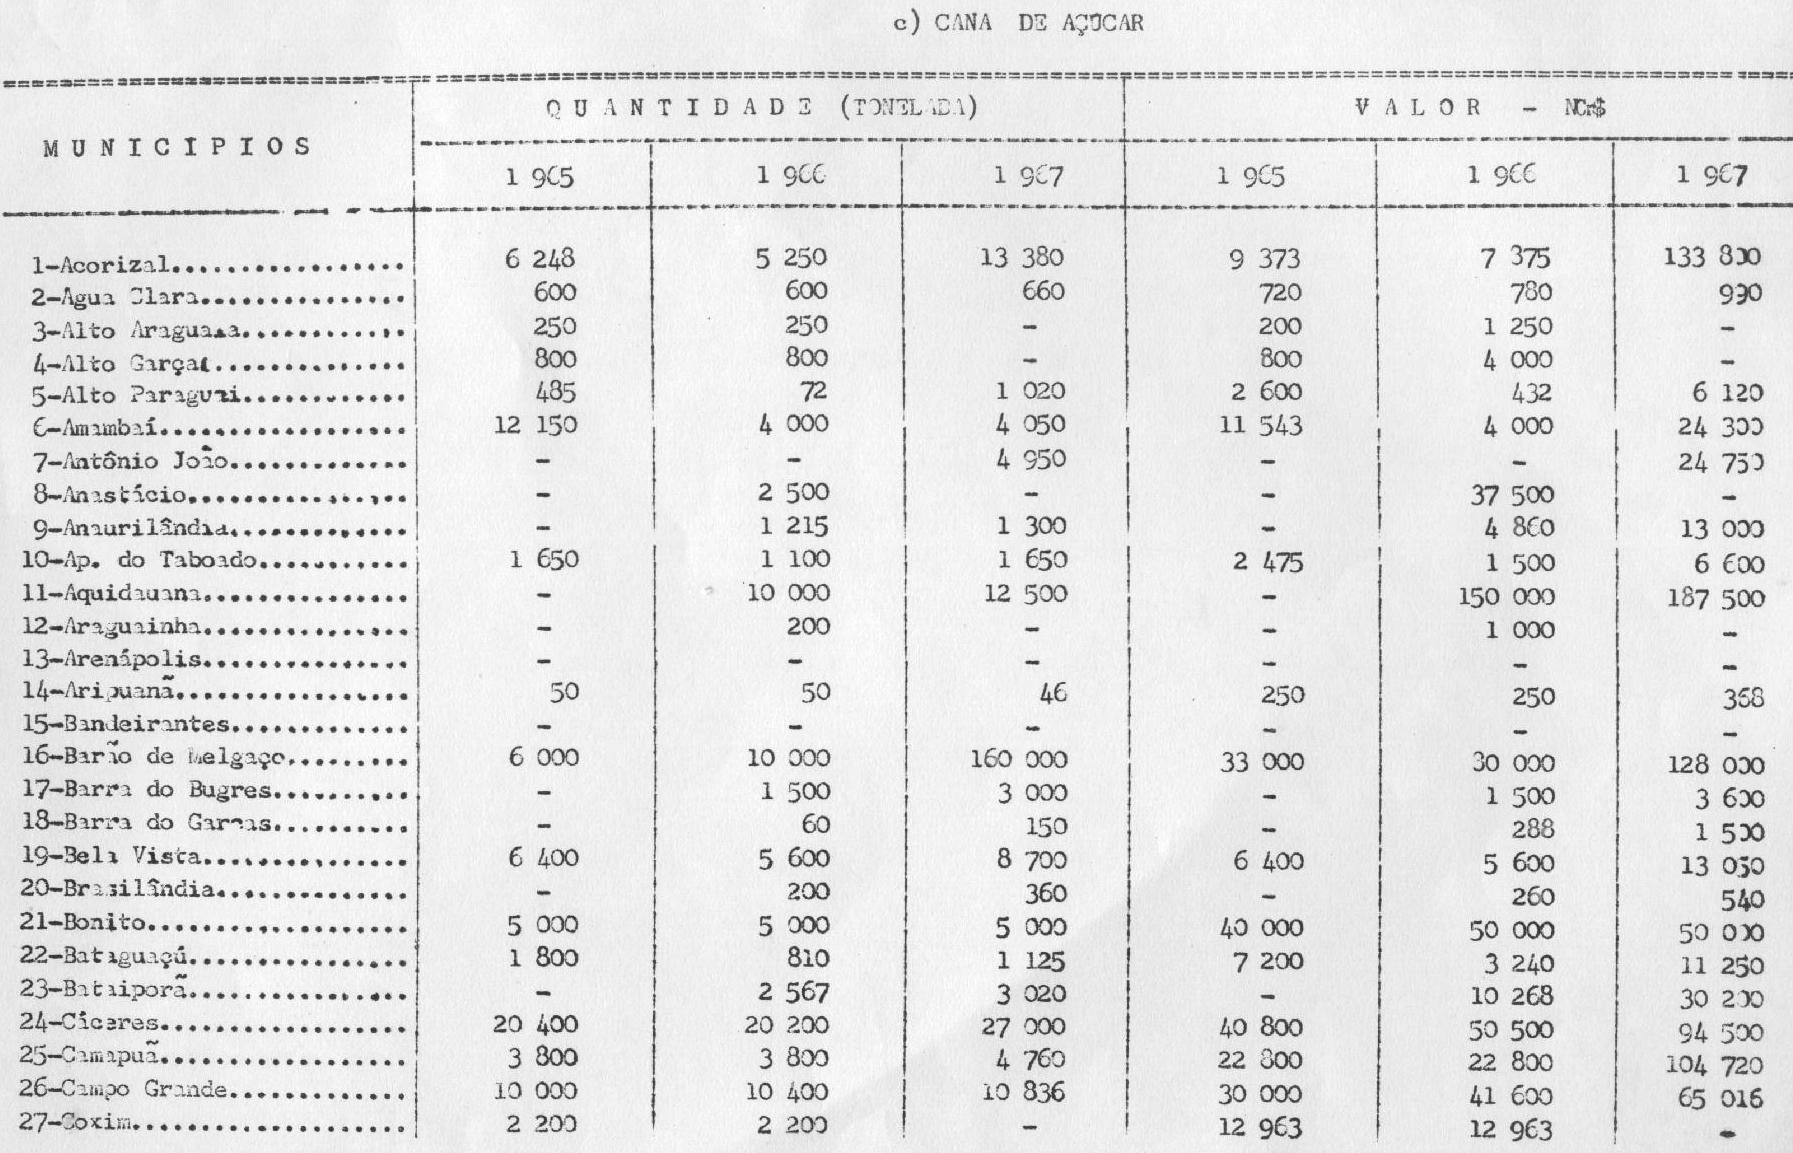 c) CANA DE AÇÚCAR
MUNICIPIOS QUANTIDADE (TONELADA) VALOR - NCr$
1 965 1 966 1 967 1 965 1 966 1 967
1-Acorizal................. 6 248 5 250 13 380 9 373 7 375 133 800
2-Agua Clara............... 600 600 660 720 780 990
3-Alto Araguaia............ 250 250 - 200 1 250 -
4-Alto Garças.............. 800 800 - 800 4 000 -
5-Alto Paraguai............ 485 72 1 020 2 600 432 6 120
6-Amambaí.................. 12 150 4 000 4 050 11 543 4 000 24 300
7-Antônio João............. - - 4 950 - - 24 750
8-Anastácio................ - 2 500 - - 37 500 -
9-Anaurilândia............. - 1 215 1 300 - 4 860 13 000
10-Ap. do Taboado........... 1 650 1 100 1 650 2 475 1 500 6 600
11-Aquidauana............... - 10 000 12 500 - 150 000 187 500
12-Araguainha............... - 200 - - 1 000 -
13-Arenápolis............... - - - - - -
14-Aripuanã................. 50 50 46 250 250 368
15-Bandeirantes............. - - - - - -
16-Barão de Melgaço......... 6 000 10 000 160 000 33 000 30 000 128 000
17-Barra do Bugres.......... - 1 500 3 000 - 1 500 3 600
18-Barra do Garças.......... - 60 150 - 288 1 500
19-Bela Vista............... 6 400 5 600 8 700 6 400 5 600 13 050
20-Brasilândia.............. - 200 360 - 260 540
21-Bonito................... 5 000 5 000 5 000 40 000 50 000 50 000
22-Bataguaçú................ 1 800 810 1 125 7 200 3 240 11 250
23-Bataiporã................ - 2 567 3 020 - 10 268 30 200
24-Cáceres.................. 20 400 20 200 27 000 40 800 50 500 94 500
25-Camapuã.................. 3 800 3 800 4 760 22 800 22 800 104 720
26-Campo Grande............. 10 000 10 400 10 836 30 000 41 600 65 016
27-Coxim.................... 2 200 2 200 - 12 963 12 963 -